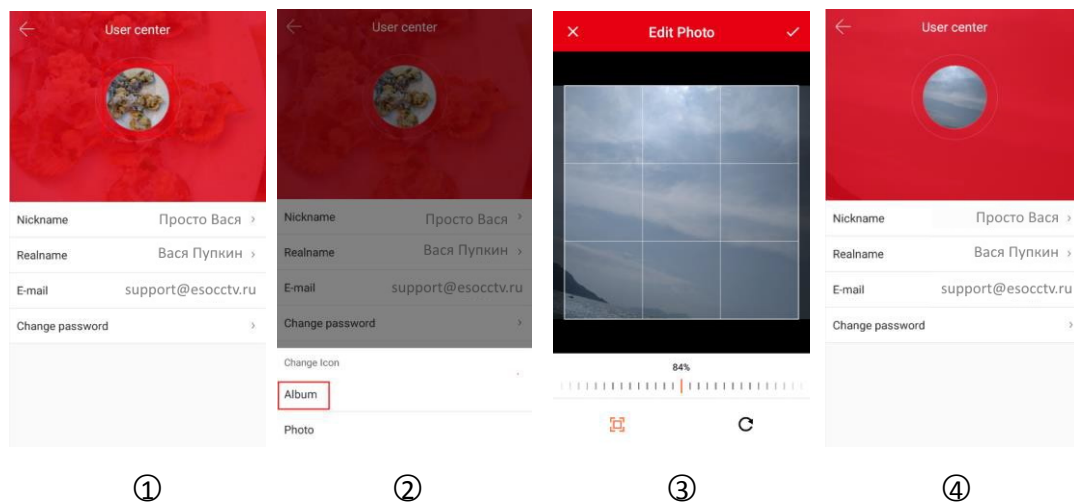 User center
Nickname Просто Вася
Realname Вася Пупкин
E-mail support@esocctv.ru
Change password
①
User center
Nickname Просто Вася
Realname Вася Пупкин
E-mail support@esocctv.ru
Change password
Change Icon
Album
Photo
②
Edit Photo
84%
③
User center
Nickname Просто Вася
Realname Вася Пупкин
E-mail support@esocctv.ru
Change password
④